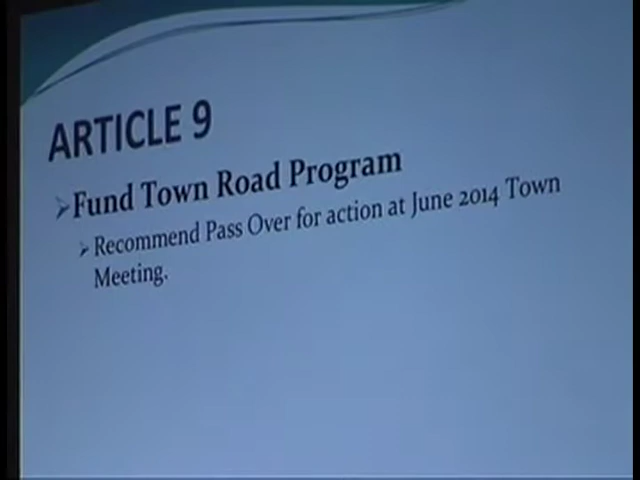 ARTICLE 9
Fund Town Road Program
Recommend Pass Over for action at June 2014 Town
Meeting.